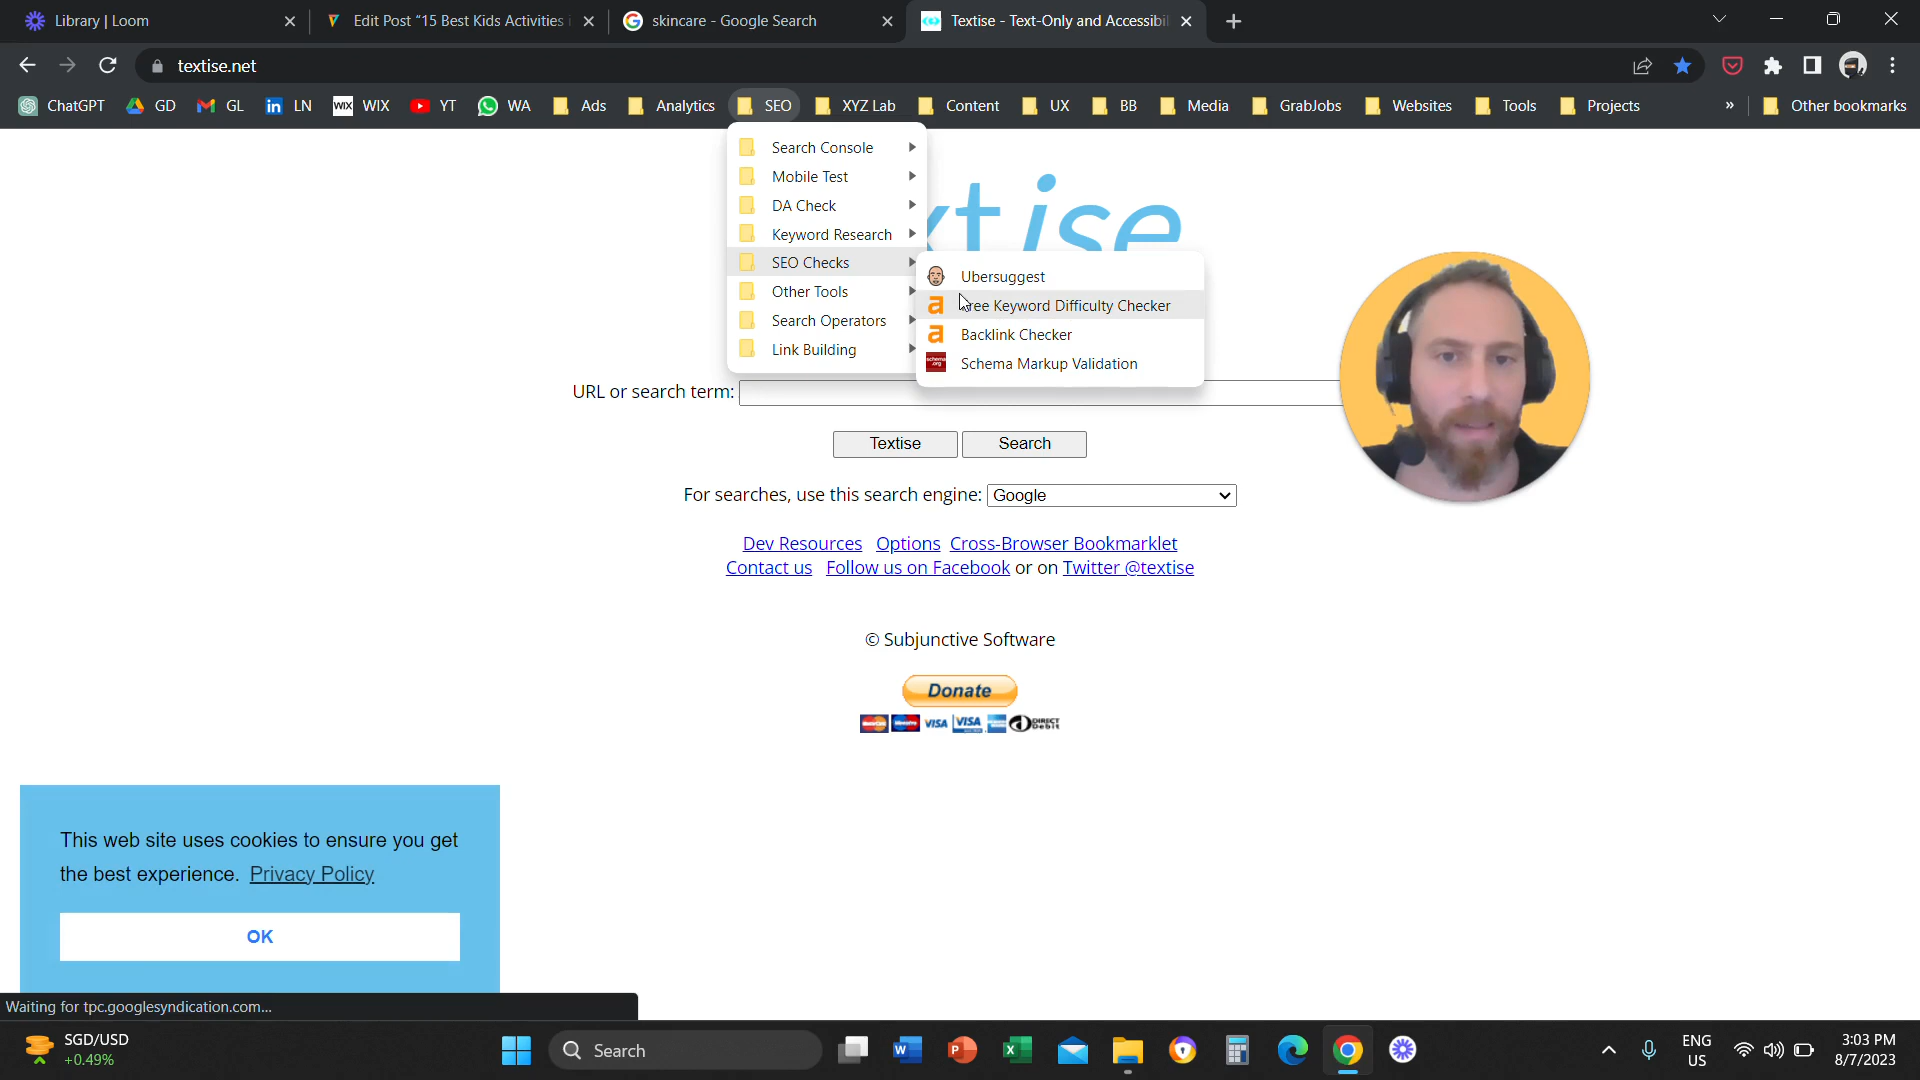 Library | Loom
Edit Post “15 Best Kids Activities i
skincare - Google Search
Textise - Text-Only and Accessibil
textise.net
ChatGPT GD GL LN WIX YT WA Ads Analytics SEO XYZ Lab Content UX BB Media GrabJobs Websites Tools Projects » Other bookmarks
Search Console
Mobile Test
DA Check
Keyword Research
SEO Checks
Other Tools
Search Operators
Link Building
Ubersuggest
ree Keyword Difficulty Checker
Backlink Checker
Schema Markup Validation
xtise
URL or search term:
Textise Search
For searches, use this search engine: Google
Dev Resources Options Cross-Browser Bookmarklet
Contact us Follow us on Facebook or on Twitter @textise
© Subjunctive Software
Donate
VISA VISA DIRECT Debit
This web site uses cookies to ensure you get
the best experience. Privacy Policy
OK
Waiting for tpc.googlesyndication.com...
SGD/USD
+0.49%
Search
ENG
US
3:03 PM
8/7/2023